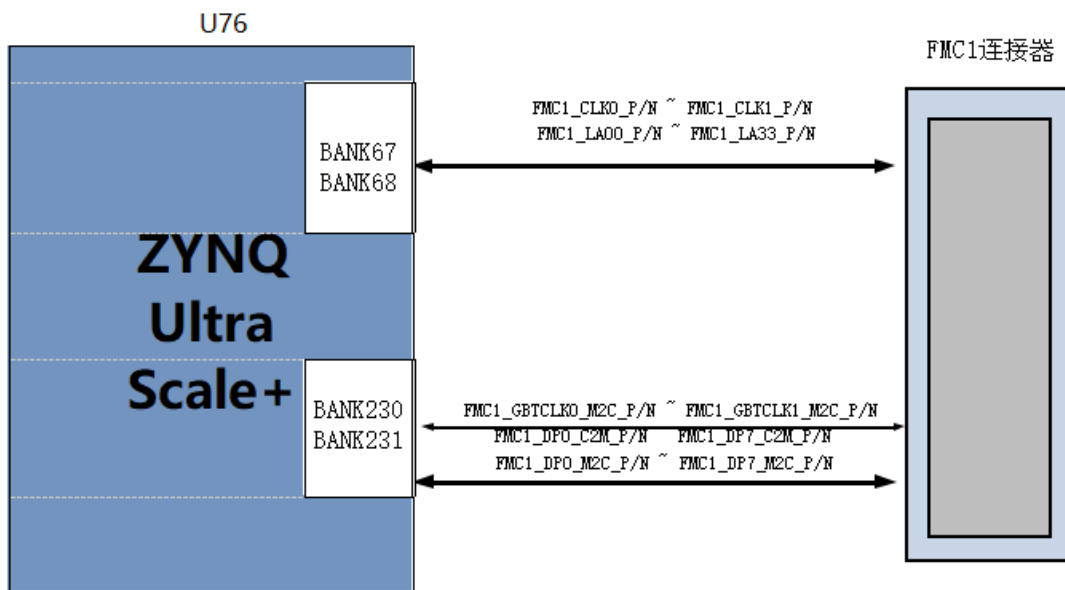 U76
FMC1连接器
FMC1_CLK0_P/N ~ FMC1_CLK1_P/N
FMC1_LA00_P/N ~ FMC1_LA33_P/N
BANK67
BANK68
ZYNQ
Ultra
Scale+
BANK230
BANK231
FMC1_GBTCLK0_M2C_P/N ~ FMC1_GBTCLK1_M2C_P/N
FMC1_DP0_C2M_P/N FMC1_DP7_C2M_P/N
FMC1_DP0_M2C_P/N ~ FMC1_DP7_M2C_P/N